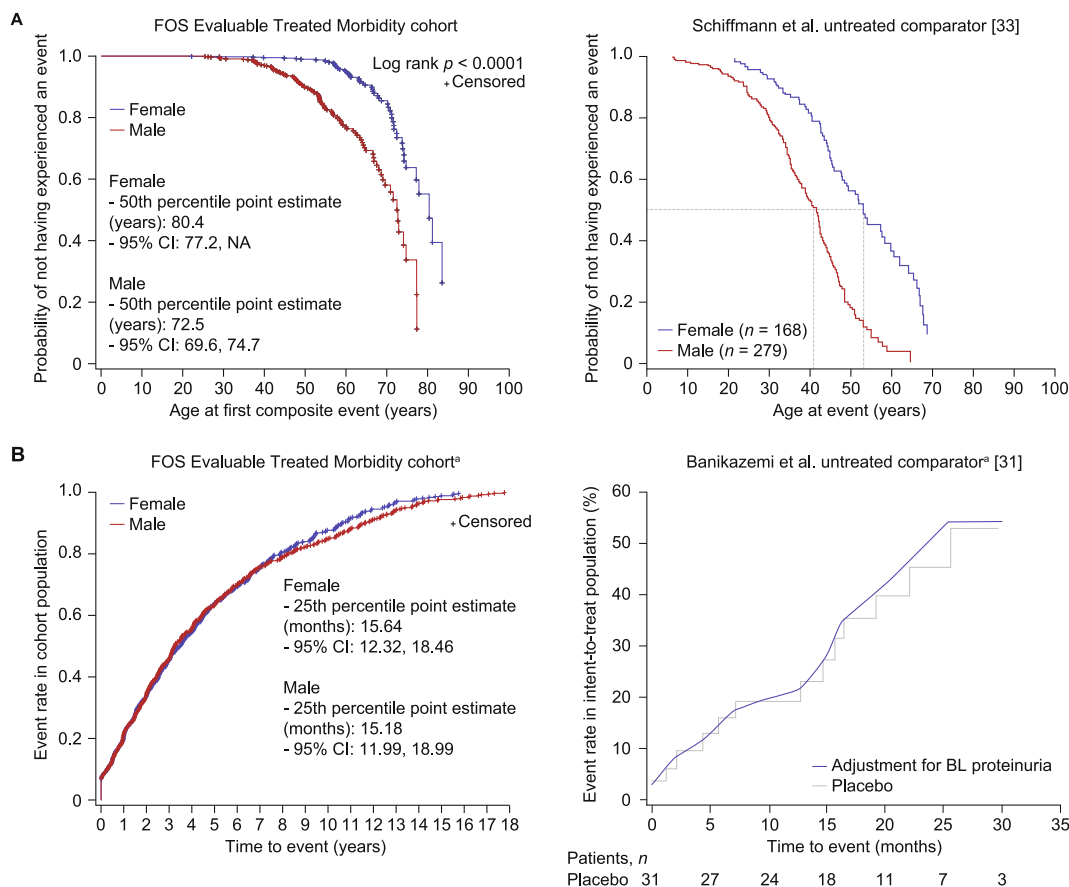 A
FOS Evaluable Treated Morbidity cohort
Probability of not having experienced an event
1.0
0.8
0.6
0.4
0.2
0
Log rank p < 0.0001
+Censored
Female
Male
Female
- 50th percentile point estimate
(years): 80.4
- 95% CI: 77.2, NA
Male
- 50th percentile point estimate
(years): 72.5
- 95% CI: 69.6, 74.7
0 10 20 30 40 50 60 70 80 90 100
Age at first composite event (years)
Schiffmann et al. untreated comparator [33]
Probability of not having experienced an event
1.0
0.8
0.6
0.4
0.2
0
Female (n = 168)
Male (n = 279)
0 10 20 30 40 50 60 70 80 90 100
Age at event (years)
B
FOS Evaluable Treated Morbidity cohortª
Event rate in cohort population
1.0
0.8
0.6
0.4
0.2
0
Female
Male
+Censored
Female
- 25th percentile point estimate
(months): 15.64
- 95% CI: 12.32, 18.46
Male
- 25th percentile point estimate
(months): 15.18
- 95% CI: 11.99, 18.99
0 1 2 3 4 5 6 7 8 9 10 11 12 13 14 15 16 17 18
Time to event (years)
Banikazemi et al. untreated comparatorª [31]
Event rate in intent-to-treat population (%)
60
50
40
30
20
10
0
Adjustment for BL proteinuria
Placebo
0 5 10 15 20 25 30 35
Time to event (months)
Patients, n
Placebo 31 27 24 18 11 7 3